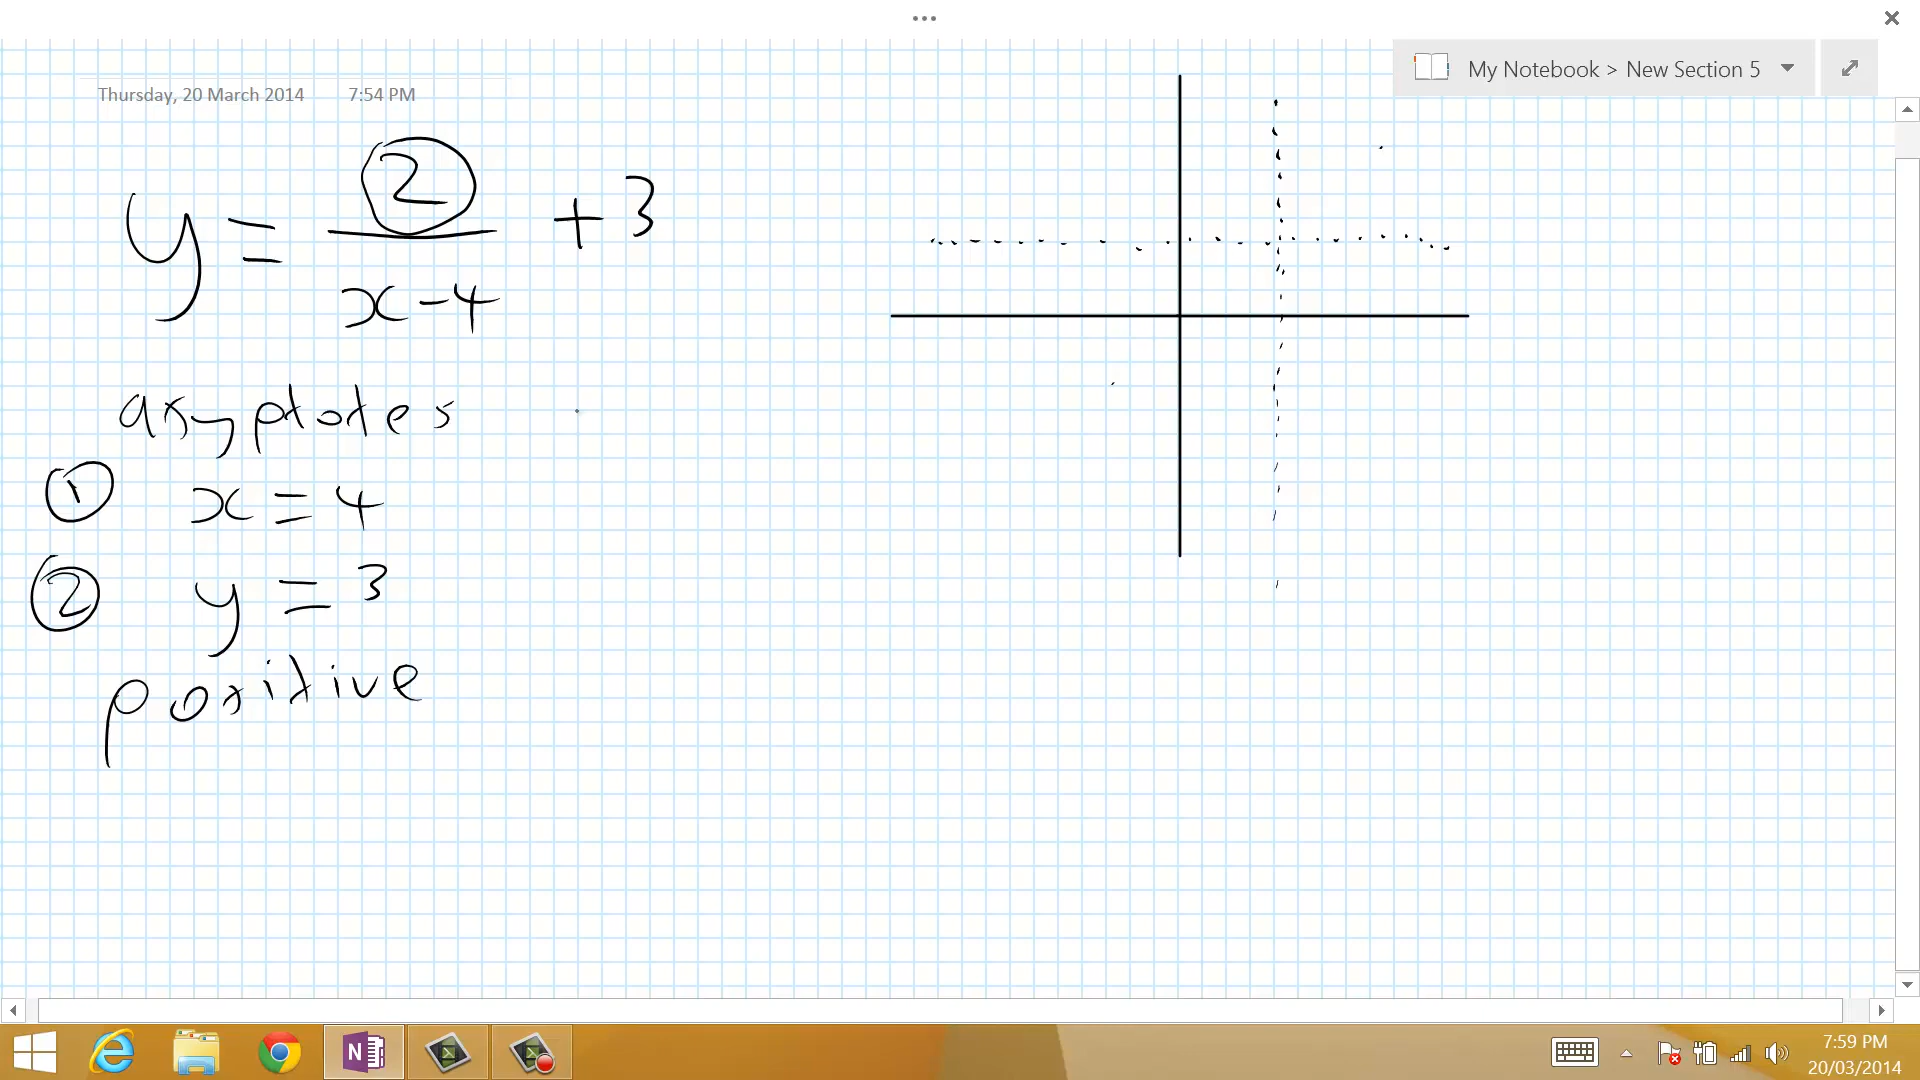 My Notebook > New Section 5
Thursday, 20 March 2014 7:54 PM
y = 2/(x-4) + 3
asyptotes
① x = 4
② y = 3
positive
7:59 PM
20/03/2014